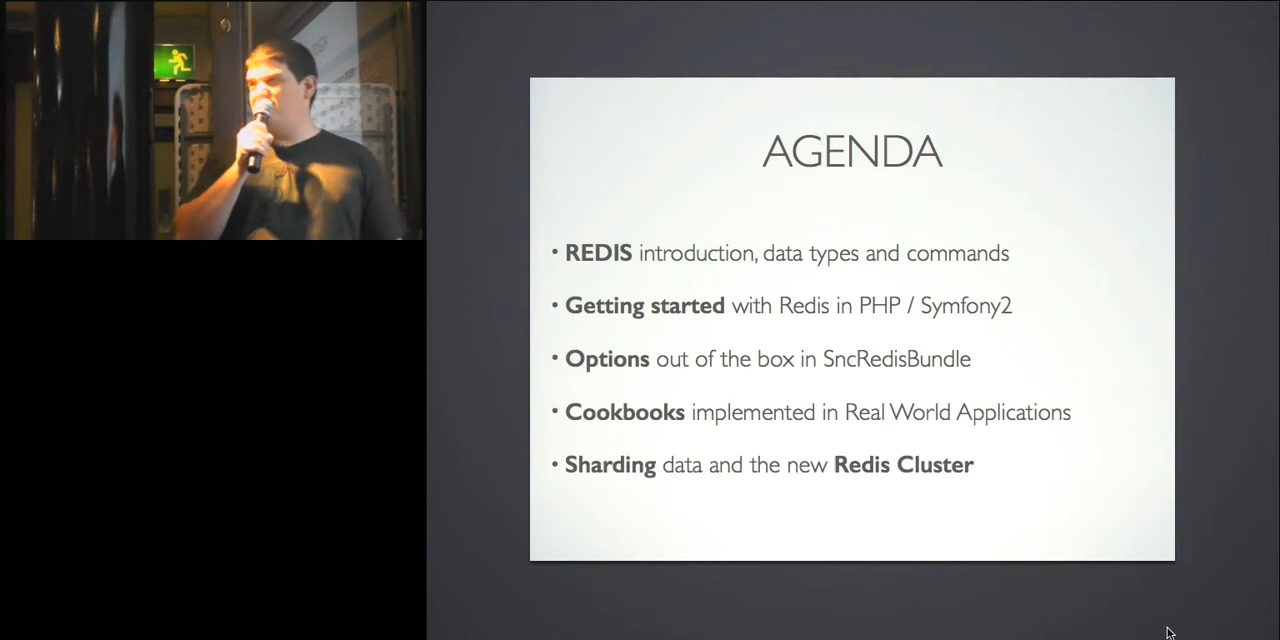 AGENDA
• REDIS introduction, data types and commands
• Getting started with Redis in PHP / Symfony2
• Options out of the box in SncRedisBundle
• Cookbooks implemented in Real World Applications
• Sharding data and the new Redis Cluster